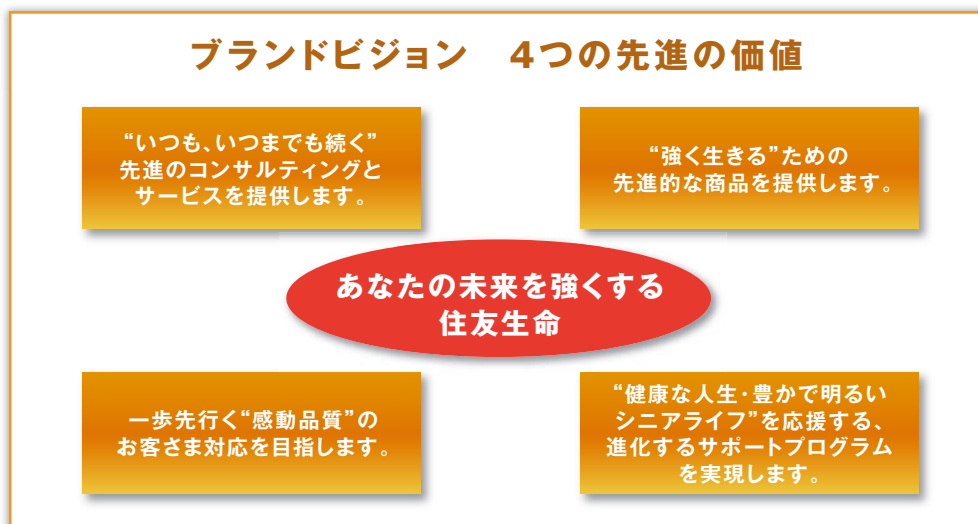 ブランドビジョン　4つの先進の価値
“いつも、いつまでも続く”
先進のコンサルティングと
サービスを提供します。
“強く生きる”ための
先進的な商品を提供します。
あなたの未来を強くする
住友生命
一歩先行く“感動品質”の
お客さま対応を目指します。
“健康な人生・豊かで明るい
シニアライフ”を応援する、
進化するサポートプログラム
を実現します。